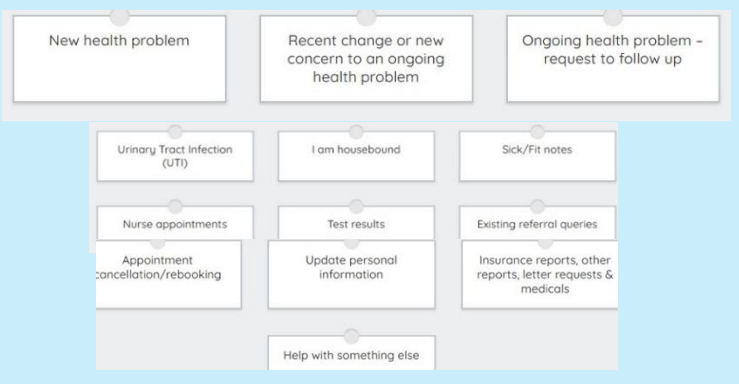 New health problem
Recent change or new
concern to an ongoing
health problem
Ongoing health problem –
request to follow up
Urinary Tract Infection
(UTI)
I am housebound
Sick/Fit notes
Nurse appointments
Test results
Existing referral queries
Appointment
cancellation/rebooking
Update personal
information
Insurance reports, other
reports, letter requests &
medicals
Help with something else